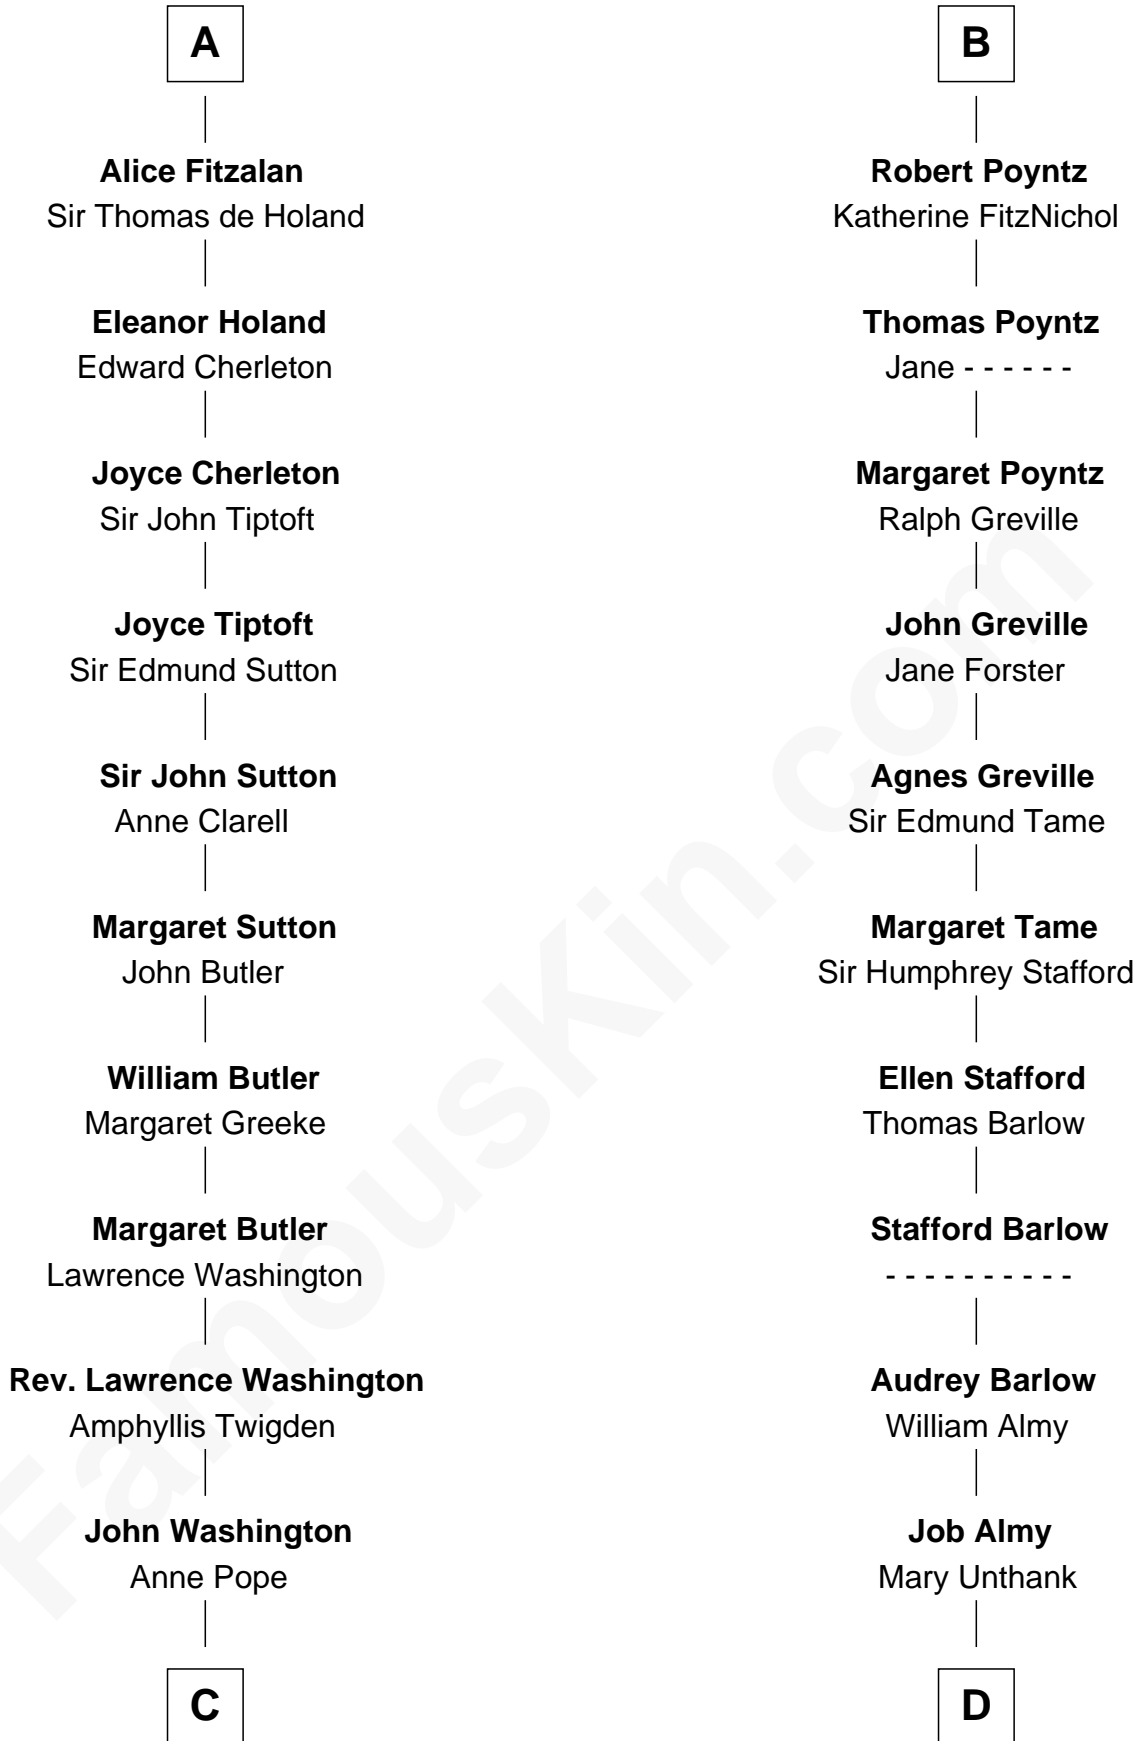 A
Alice Fitzalan
Sir Thomas de Holand
Eleanor Holand
Edward Cherleton
Joyce Cherleton
Sir John Tiptoft
Joyce Tiptoft
Sir Edmund Sutton
Sir John Sutton
Anne Clarell
Margaret Sutton
John Butler
William Butler
Margaret Greeke
Margaret Butler
Lawrence Washington
Rev. Lawrence Washington
Amphyllis Twigden
John Washington
Anne Pope
C
B
Robert Poyntz
Katherine FitzNichol
Thomas Poyntz
Jane - - - - - -
Margaret Poyntz
Ralph Greville
John Greville
Jane Forster
Agnes Greville
Sir Edmund Tame
Margaret Tame
Sir Humphrey Stafford
Ellen Stafford
Thomas Barlow
Stafford Barlow
- - - - - - - - - -
Audrey Barlow
William Almy
Job Almy
Mary Unthank
D
FamousKin.com